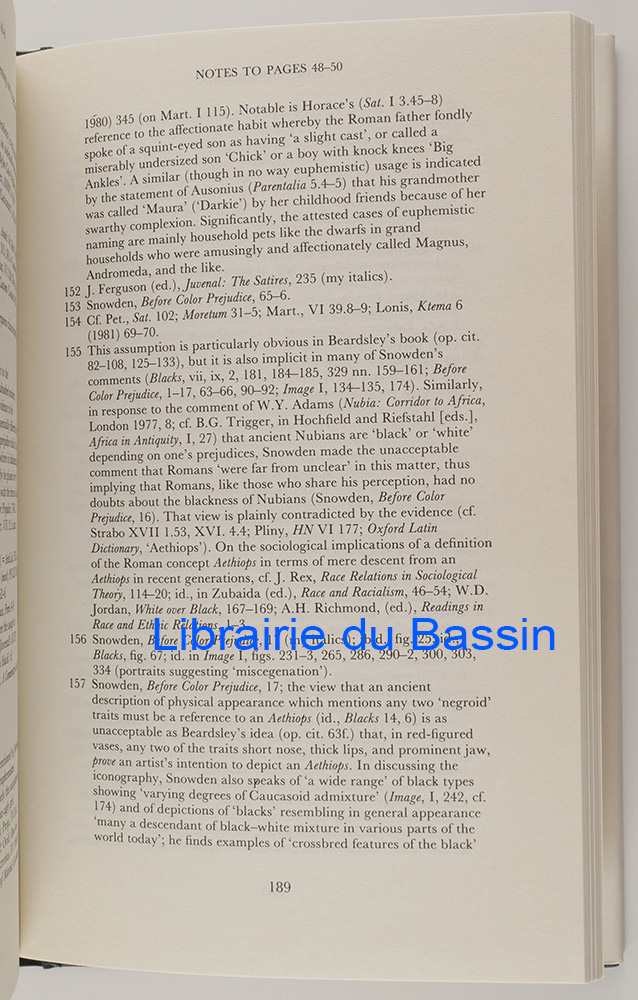 NOTES TO PAGES 48–50
1980) 345 (on Mart. I 115). Notable is Horace's (Sat. I 3.45–8)
reference to the affectionate habit whereby the Roman father fondly
spoke of a squint-eyed son as having 'a slight cast', or called a
miserably undersized son 'Chick' or a boy with knock knees 'Big
Ankles'. A similar (though in no way euphemistic) usage is indicated
by the statement of Ausonius (Parentalia 5.4–5) that his grandmother
was called 'Maura' ('Darkie') by her childhood friends because of her
swarthy complexion. Significantly, the attested cases of euphemistic
naming are mainly household pets like the dwarfs in grand
households who were amusingly and affectionately called Magnus,
Andromeda, and the like.
152 J. Ferguson (ed.), Juvenal: The Satires, 235 (my italics).
153 Snowden, Before Color Prejudice, 65–6.
154 Cf. Pet., Sat. 102; Moretum 31–5; Mart., VI 39.8–9; Lonis, Ktema 6
(1981) 69–70.
155 This assumption is particularly obvious in Beardsley's book (op. cit.
82–108, 125–133), but it is also implicit in many of Snowden's
comments (Blacks, vii, ix, 2, 181, 184–185, 329 nn. 159–161; Before
Color Prejudice, 1–17, 63–66, 90–92; Image I, 134–135, 174). Similarly,
in response to the comment of W.Y. Adams (Nubia: Corridor to Africa,
London 1977, 8; cf. B.G. Trigger, in Hochfield and Riefstahl [eds.],
Africa in Antiquity, I, 27) that ancient Nubians are 'black' or 'white'
depending on one's prejudices, Snowden made the unacceptable
comment that Romans 'were far from unclear' in this matter, thus
implying that Romans, like those who share his perception, had no
doubts about the blackness of Nubians (Snowden, Before Color
Prejudice, 16). That view is plainly contradicted by the evidence (cf.
Strabo XVII 1.53, XVI. 4.4; Pliny, HN VI 177; Oxford Latin
Dictionary, 'Aethiops'). On the sociological implications of a definition
of the Roman concept Aethiops in terms of mere descent from an
Aethiops in recent generations, cf. J. Rex, Race Relations in Sociological
Theory, 114–20; id., in Zubaida (ed.), Race and Racialism, 46–54; W.D.
Jordan, White over Black, 167–169; A.H. Richmond, (ed.), Readings in
Race and Ethnic Relations, 1–3.
Librairie du Bassin
156 Snowden, Before Color Prejudice, 17 (my italics); ibid., fig. 25; id.,
Blacks, fig. 67; id. in Image I, figs. 231–3, 265, 286, 290–2, 300, 303,
334 (portraits suggesting 'miscegenation').
157 Snowden, Before Color Prejudice, 17; the view that an ancient
description of physical appearance which mentions any two 'negroid'
traits must be a reference to an Aethiops (id., Blacks 14, 6) is as
unacceptable as Beardsley's idea (op. cit. 63f.) that, in red-figured
vases, any two of the traits short nose, thick lips, and prominent jaw,
prove an artist's intention to depict an Aethiops. In discussing the
iconography, Snowden also speaks of 'a wide range' of black types
showing 'varying degrees of Caucasoid admixture' (Image, I, 242, cf.
174) and of depictions of 'blacks' resembling in general appearance
'many a descendant of black–white mixture in various parts of the
world today'; he finds examples of 'crossbred features of the black'
189